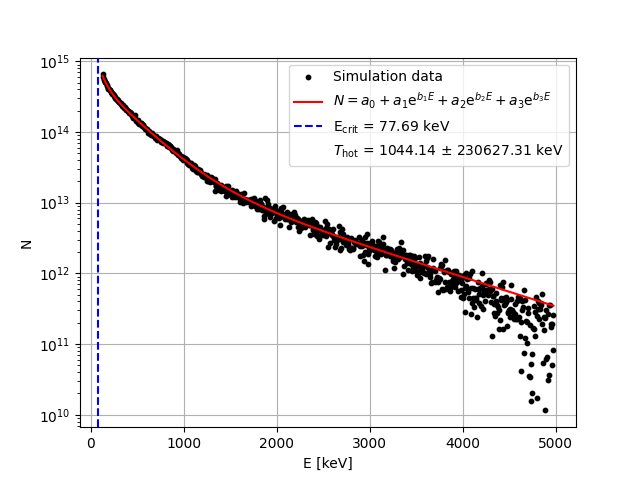 10^15
10^14
10^13
10^12
10^11
10^10
N
Simulation data
N = a_0 + a_1e^{b_1E} + a_2e^{b_2E} + a_3e^{b_3E}
E_crit = 77.69 keV
T_hot = 1044.14 ± 230627.31 keV
0 1000 2000 3000 4000 5000
E [keV]